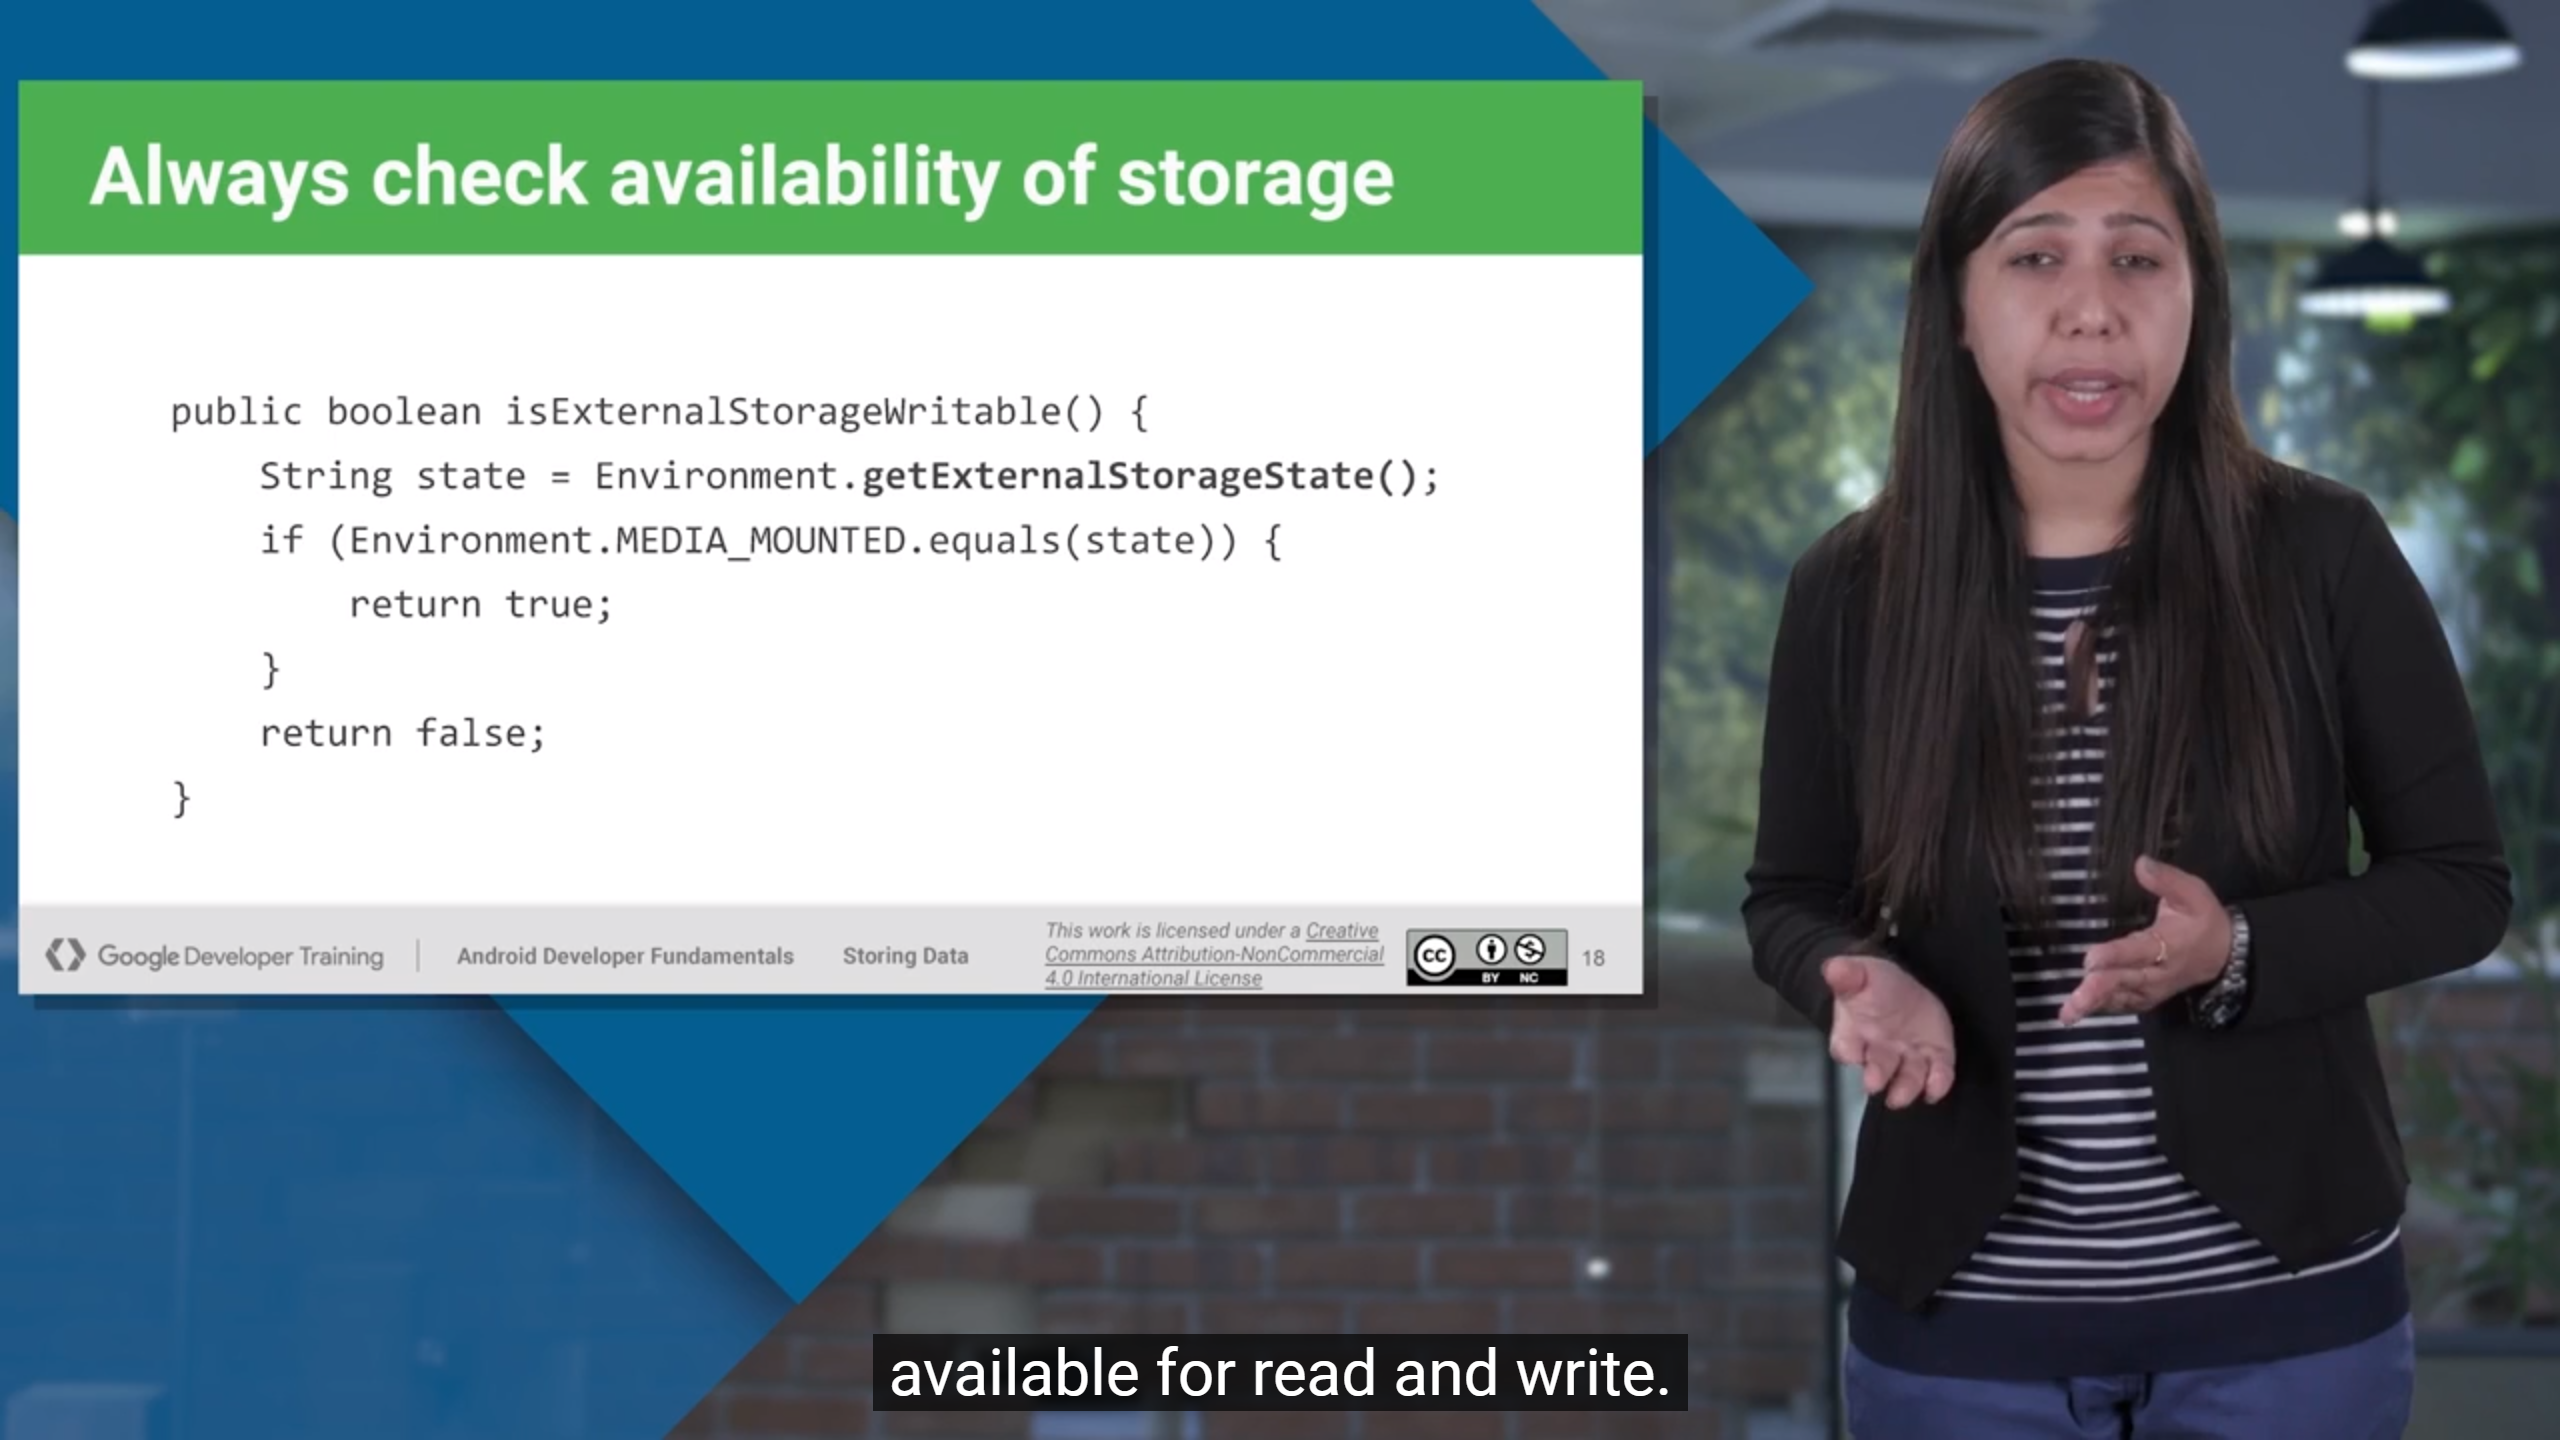 Always check availability of storage
public boolean isExternalStorageWritable() {
String state = Environment.getExternalStorageState();
if (Environment.MEDIA_MOUNTED.equals(state)) {
return true;
}
return false;
}
Google Developer Training
Android Developer Fundamentals
Storing Data
This work is licensed under a Creative
Commons Attribution-NonCommercial
4.0 International License
CC
BY NC
18
available for read and write.